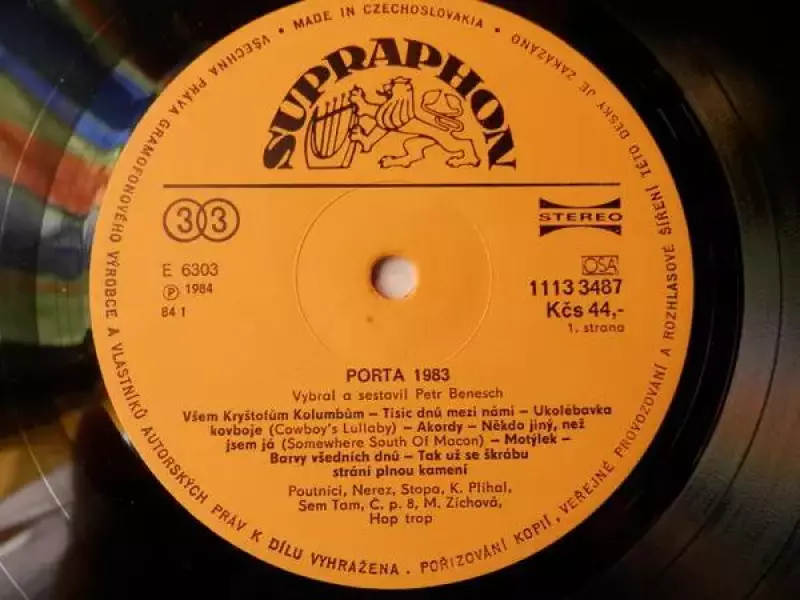 MADE IN CZECHOSLOVAKIA • VŠECHNA PRÁVA GRAMOFONOVÉHO VÝROBCE A VLASTNÍKŮ AUTORSKÝCH PRÁV K DÍLU VYHRAŽENA . POŘIZOVÁNÍ KOPIÍ, VEŘEJNÉ PROVOZOVÁNÍ A ROZHLASOVÉ ŠÍŘENÍ TÉTO DESKY JE ZAKÁZÁNO
SUPRAPHON
33
STEREO
E 6303
Ⓟ 1984
84 1
OSA
1113 3487
Kčs 44,-
1. strana
PORTA 1983
Vybral a sestavil Petr Benesch
Všem Kryštofům Kolumbům – Tisíc dnů mezi námi – Ukolébavka
kovboje (Cowboy's Lullaby) – Akordy – Někdo jiný, než
jsem já (Somewhere South Of Macon) – Motýlek –
Barvy všedních dnů – Tak už se škrábu
strání plnou kamení
Poutníci, Nerez, Stopa, K. Plíhal,
Sem Tam, Č. p. 8, M. Zíchová,
Hop trop